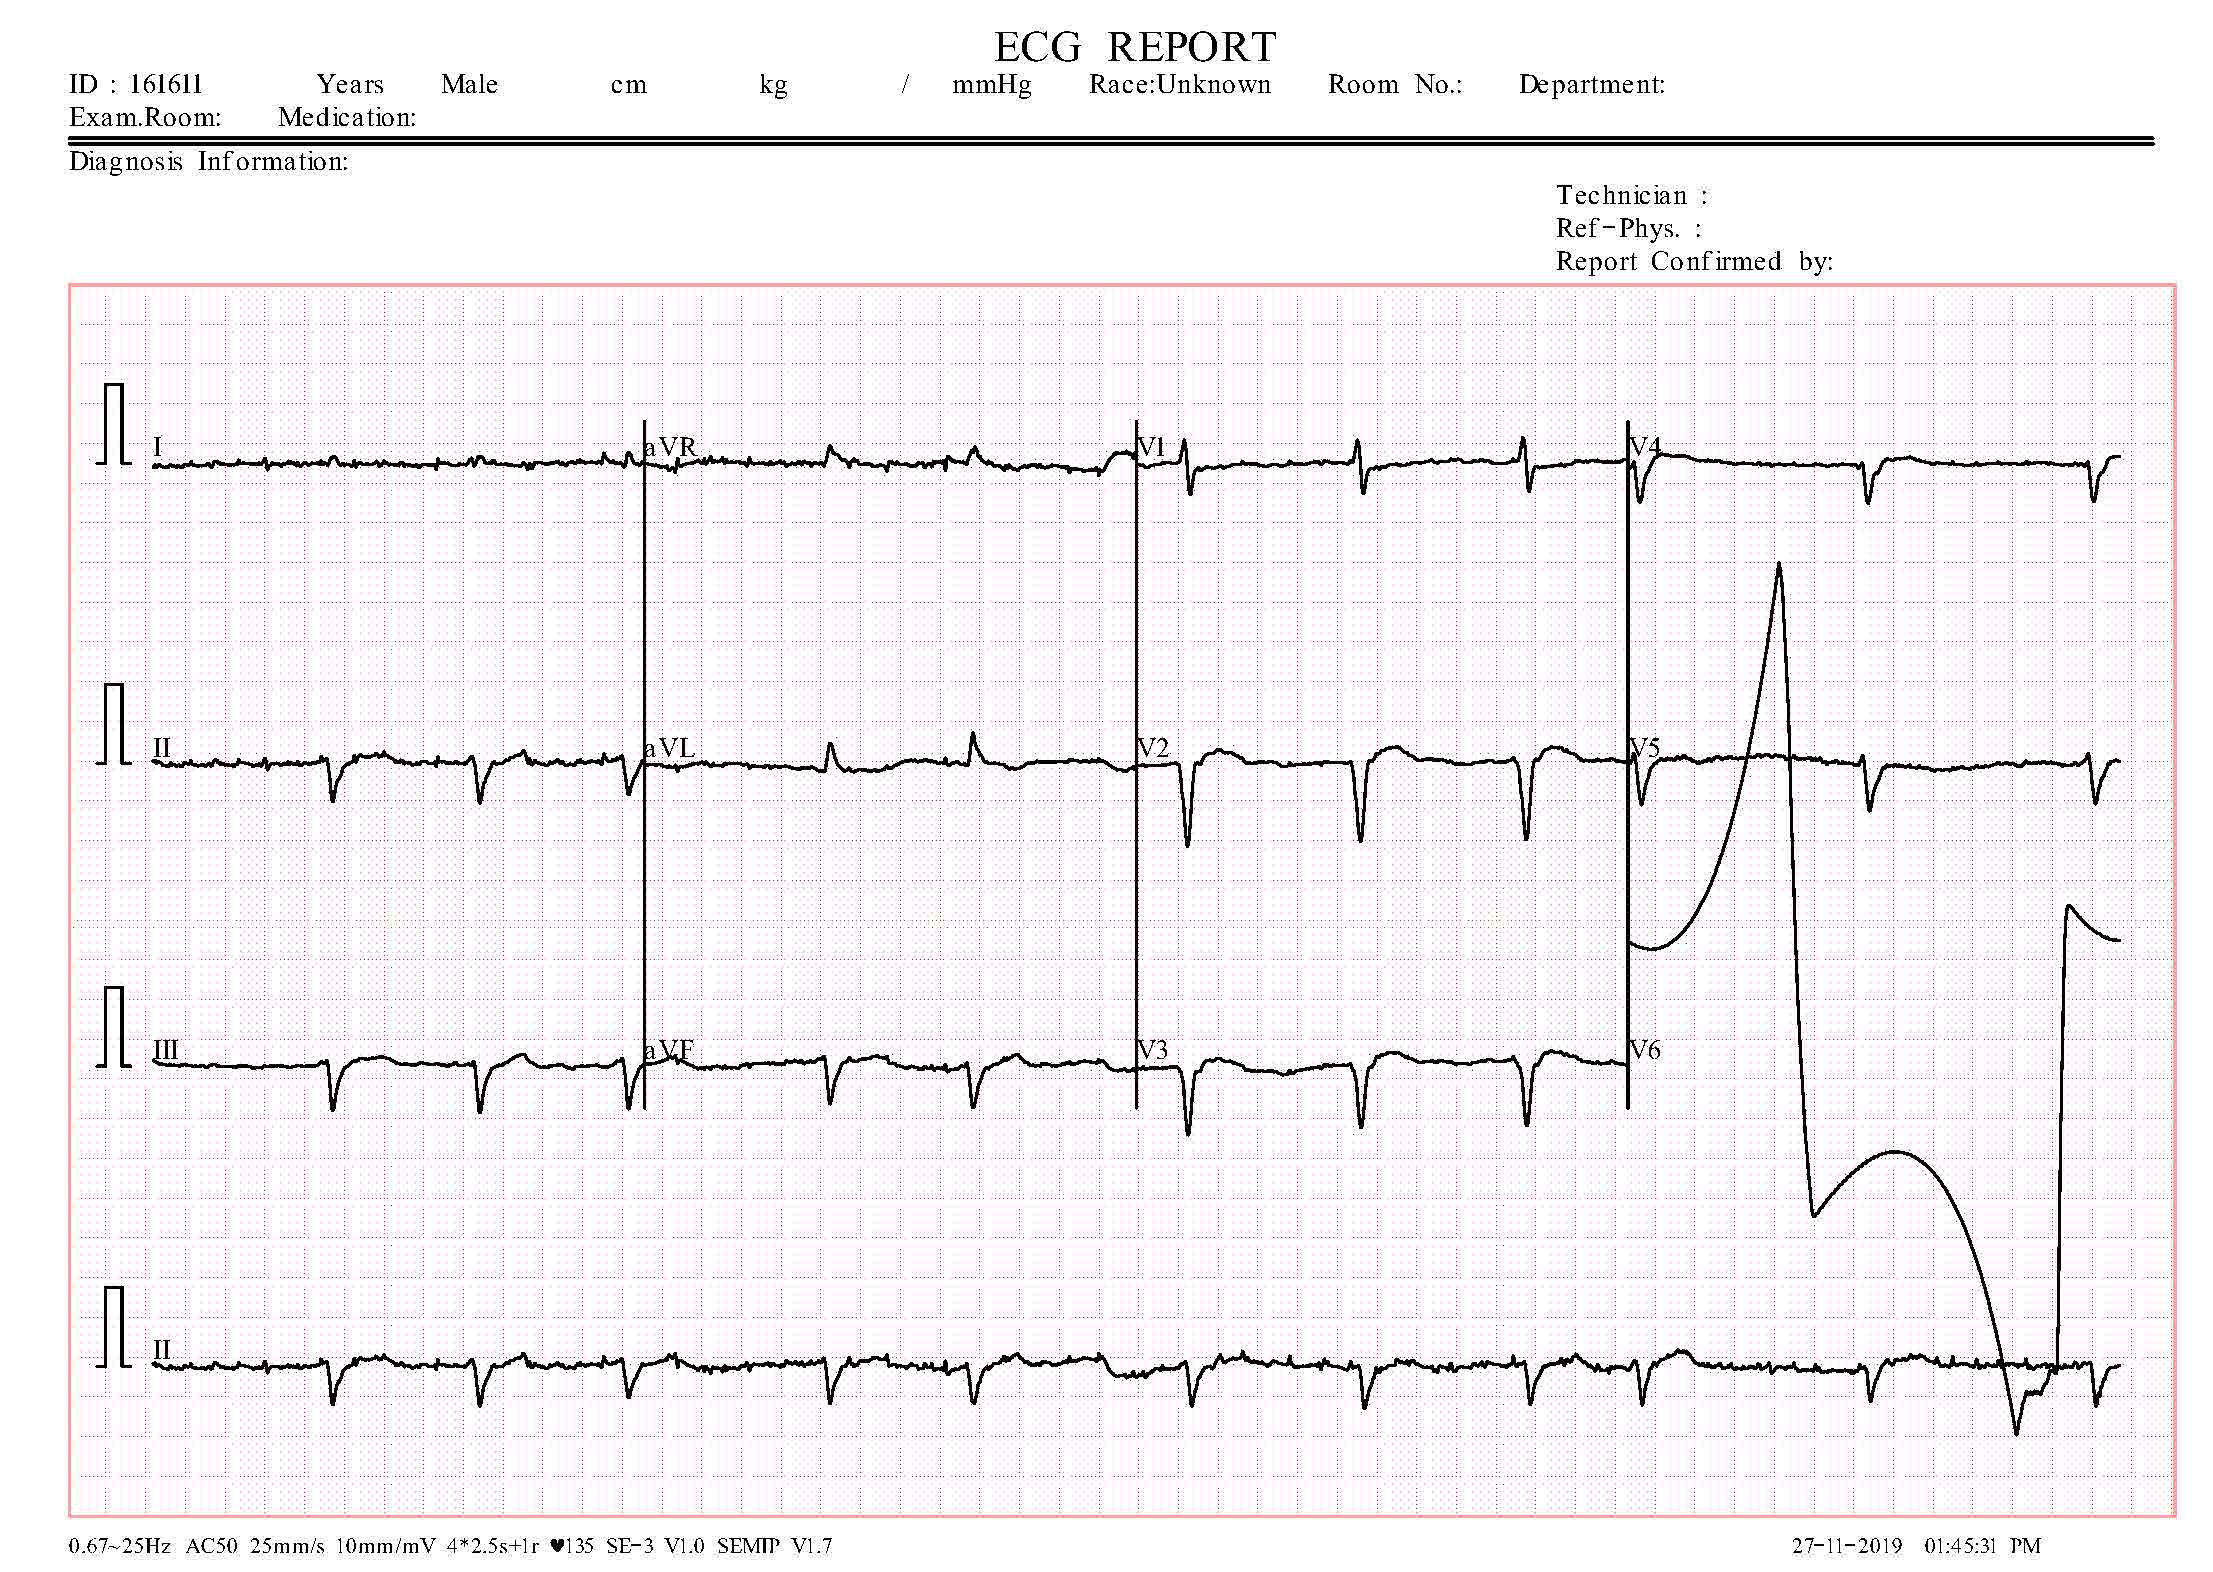 ECG REPORT
ID : 161611 Years Male cm kg / mmHg Race:Unknown Room No.: Department:
Exam.Room: Medication:
Diagnosis Information:
Technician :
Ref-Phys. :
Report Confirmed by:
I aVR V1 V4
II aVL V2 V5
III aVF V3 V6
II
0.67~25Hz AC50 25mm/s 10mm/mV 4*2.5s+1r ♥135 SE-3 V1.0 SEMIP V1.7 27-11-2019 01:45:31 PM